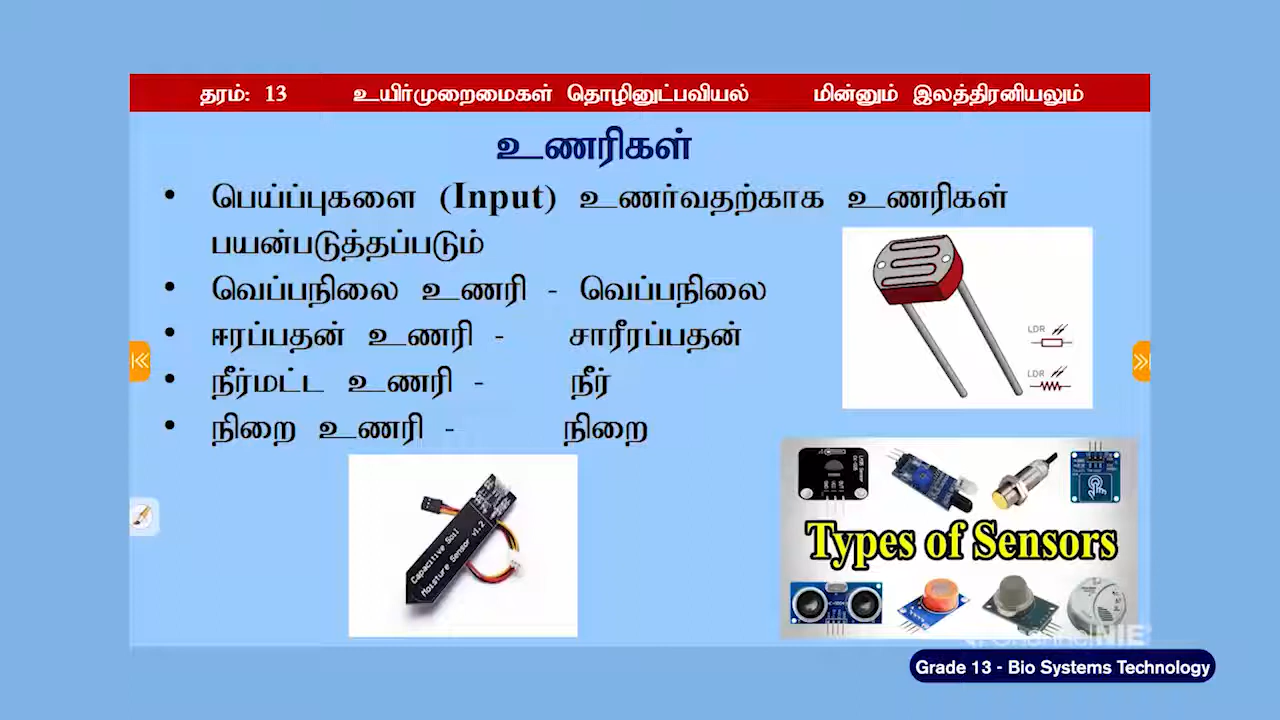 தரம்: 13 உயிர்முறைமைகள் தொழினுட்பவியல் மின்னும் இலத்திரனியலும்
உணரிகள்
• பெய்ப்புகளை (Input) உணர்வதற்காக உணரிகள்
பயன்படுத்தப்படும்
• வெப்பநிலை உணரி - வெப்பநிலை
• ஈரப்பதன் உணரி - சாரீரப்பதன்
• நீர்மட்ட உணரி - நீர்
• நிறை உணரி - நிறை
LDR
LDR
Capacitive Soil
Moisture Sensor v1.2
Types of Sensors
Channel NIE
Grade 13 - Bio Systems Technology